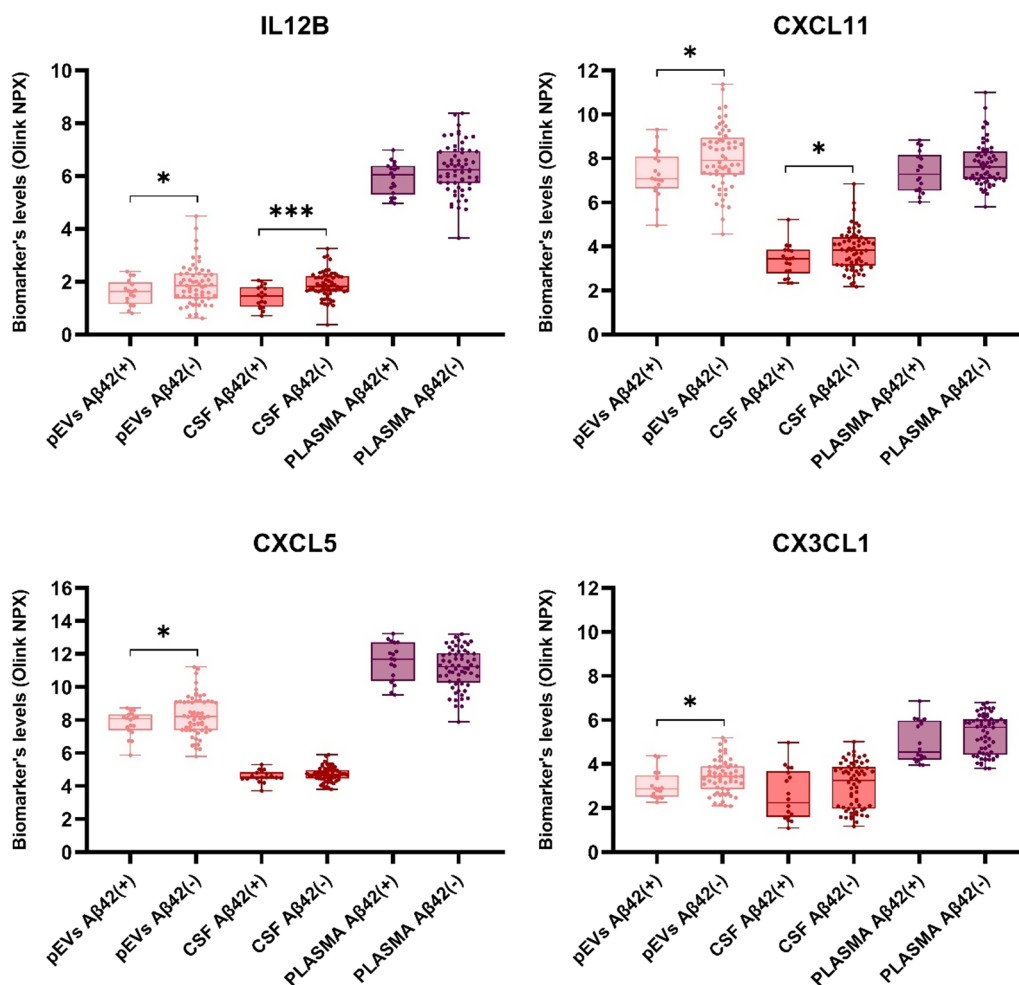 IL12B
Biomarker's levels (Olink NPX)
10
8
6
4
2
0
*
***
pEVs Aβ42(+)
pEVs Aβ42(-)
CSF Aβ42(+)
CSF Aβ42(-)
PLASMA Aβ42(+)
PLASMA Aβ42(-)
CXCL11
Biomarker's levels (Olink NPX)
12
10
8
6
4
2
0
*
*
pEVs Aβ42(+)
pEVs Aβ42(-)
CSF Aβ42(+)
CSF Aβ42(-)
PLASMA Aβ42(+)
PLASMA Aβ42(-)
CXCL5
Biomarker's levels (Olink NPX)
16
14
12
10
8
6
4
2
0
*
pEVs Aβ42(+)
pEVs Aβ42(-)
CSF Aβ42(+)
CSF Aβ42(-)
PLASMA Aβ42(+)
PLASMA Aβ42(-)
CX3CL1
Biomarker's levels (Olink NPX)
12
10
8
6
4
2
0
*
pEVs Aβ42(+)
pEVs Aβ42(-)
CSF Aβ42(+)
CSF Aβ42(-)
PLASMA Aβ42(+)
PLASMA Aβ42(-)